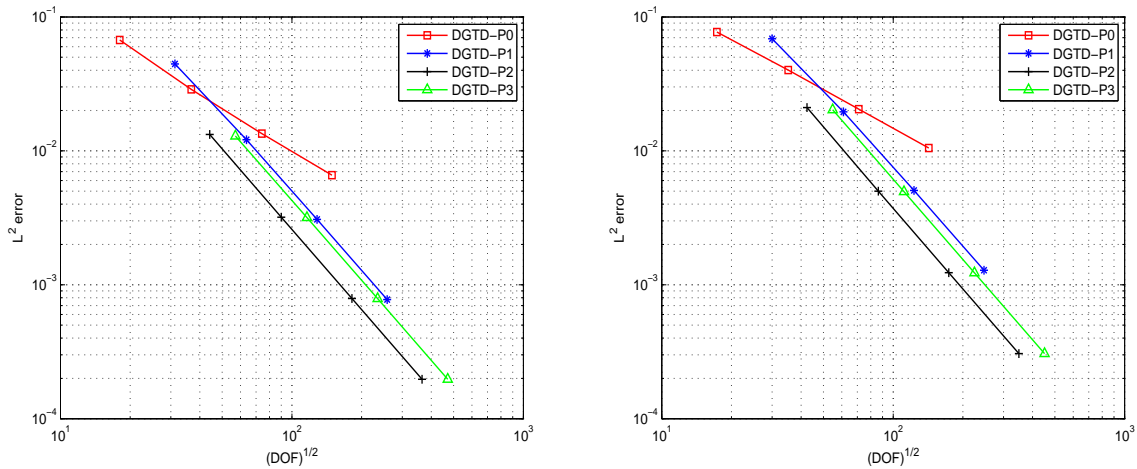 10^-1
10^-2
10^-3
10^-4
L^2 error
10^1
10^2
10^3
(DOF)^1/2
DGTD-P0
DGTD-P1
DGTD-P2
DGTD-P3
10^-1
10^-2
10^-3
10^-4
L^2 error
10^1
10^2
10^3
(DOF)^1/2
DGTD-P0
DGTD-P1
DGTD-P2
DGTD-P3